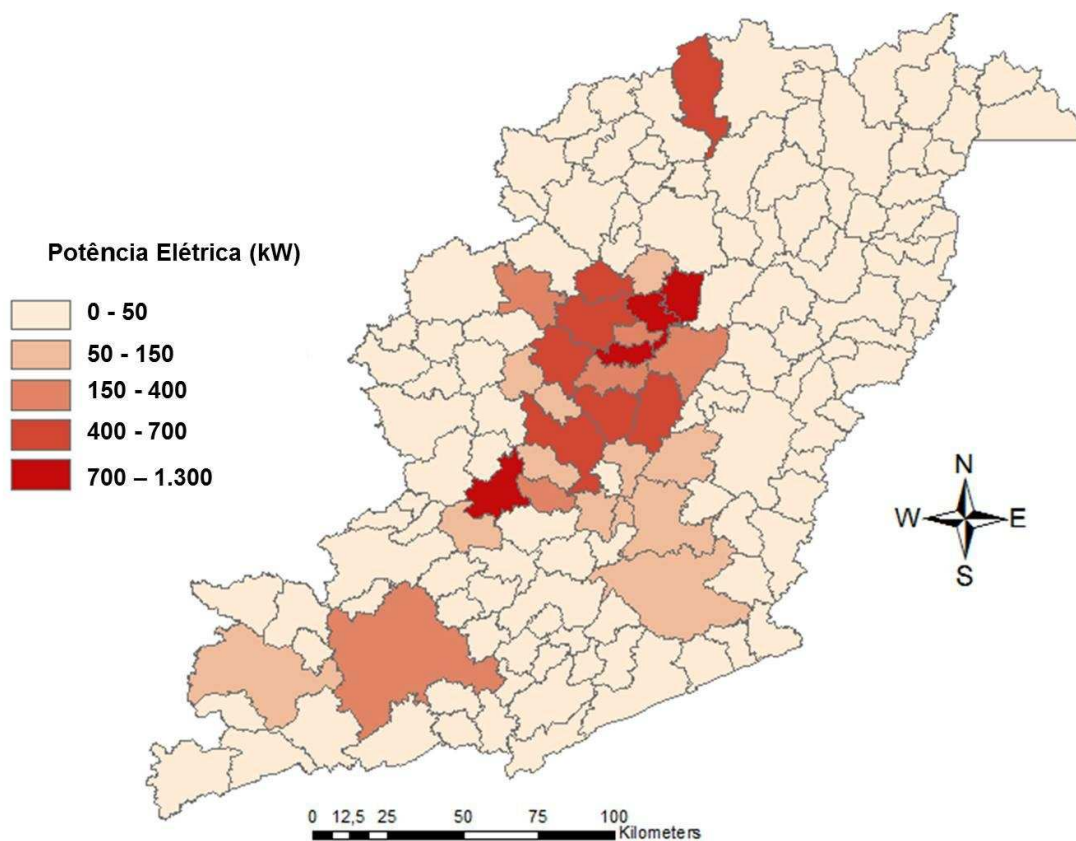 Potência Elétrica (kW)
0 - 50
50 - 150
150 - 400
400 - 700
700 – 1.300
N
W E
S
0 12,5 25 50 75 100
Kilometers